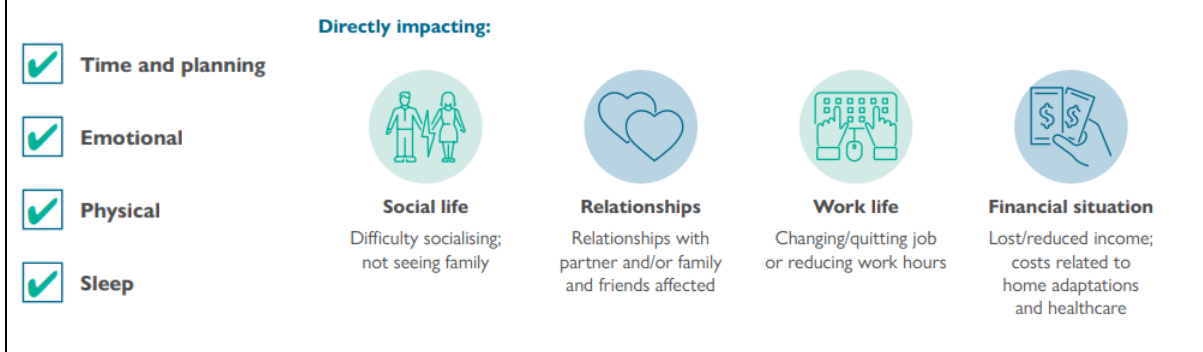 Directly impacting:
Time and planning
Emotional
Physical
Sleep
Social life
Difficulty socialising;
not seeing family
Relationships
Relationships with
partner and/or family
and friends affected
Work life
Changing/quitting job
or reducing work hours
Financial situation
Lost/reduced income;
costs related to
home adaptations
and healthcare